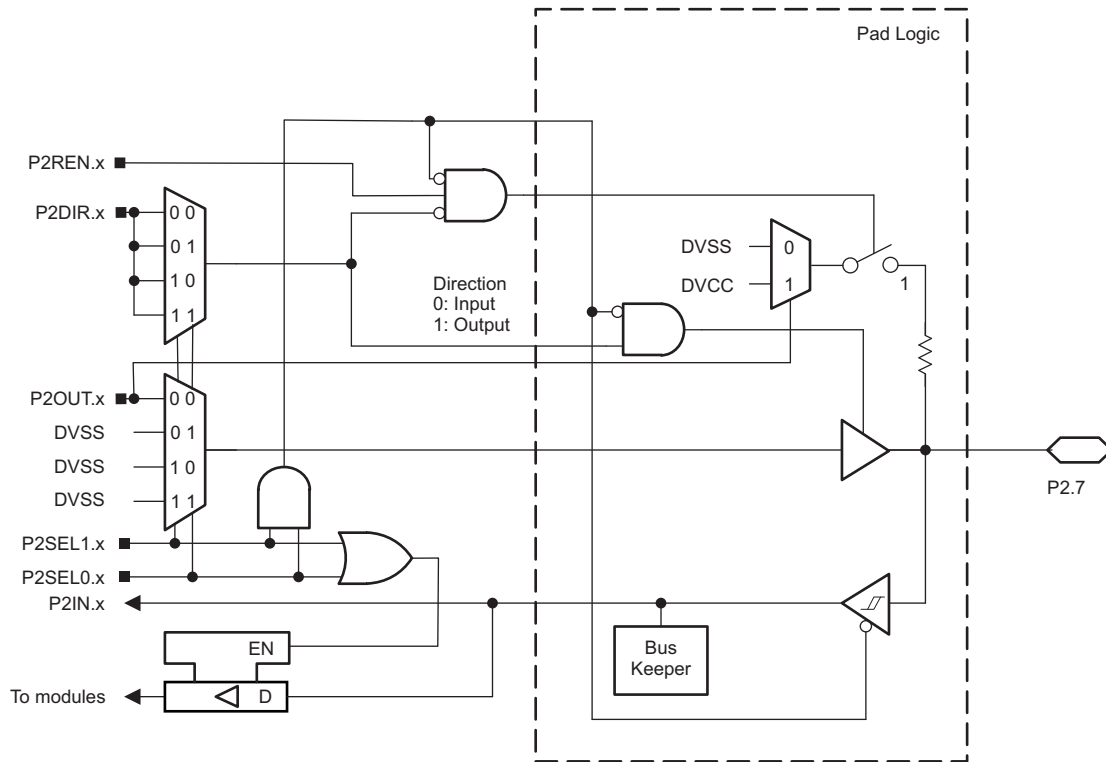 Pad Logic
P2REN.x
P2DIR.x
0 0
0 1
1 0
1 1
Direction
0: Input
1: Output
DVSS
0
DVCC
1
1
P2OUT.x
0 0
DVSS
0 1
DVSS
1 0
DVSS
1 1
P2.7
P2SEL1.x
P2SEL0.x
P2IN.x
Bus
Keeper
EN
To modules
D